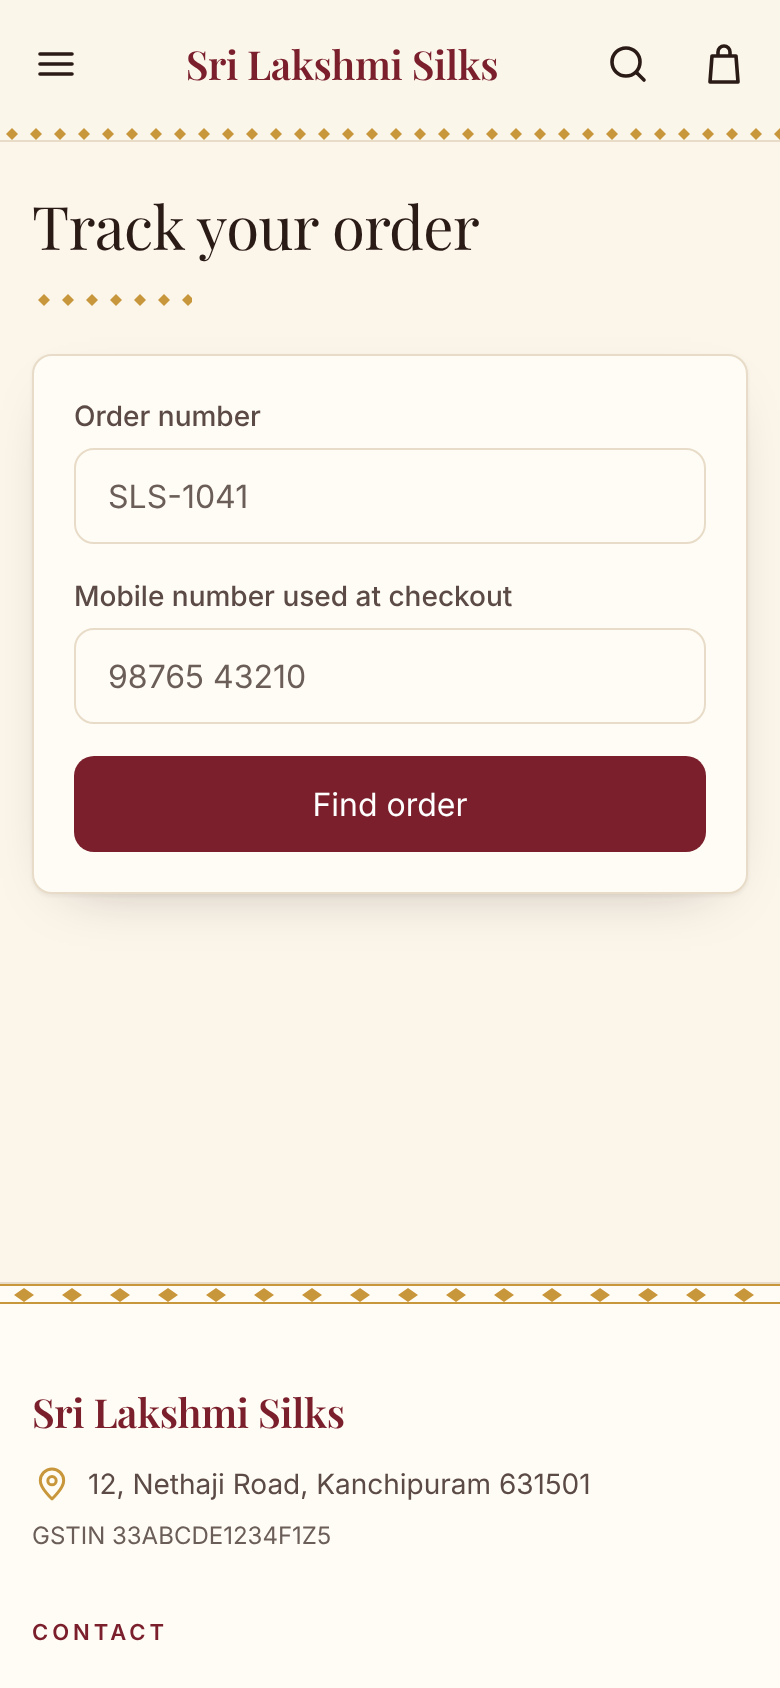 Sri Lakshmi Silks
Track your order
Order number
SLS-1041
Mobile number used at checkout
98765 43210
Find order
Sri Lakshmi Silks
12, Nethaji Road, Kanchipuram 631501
GSTIN 33ABCDE1234F1Z5
CONTACT